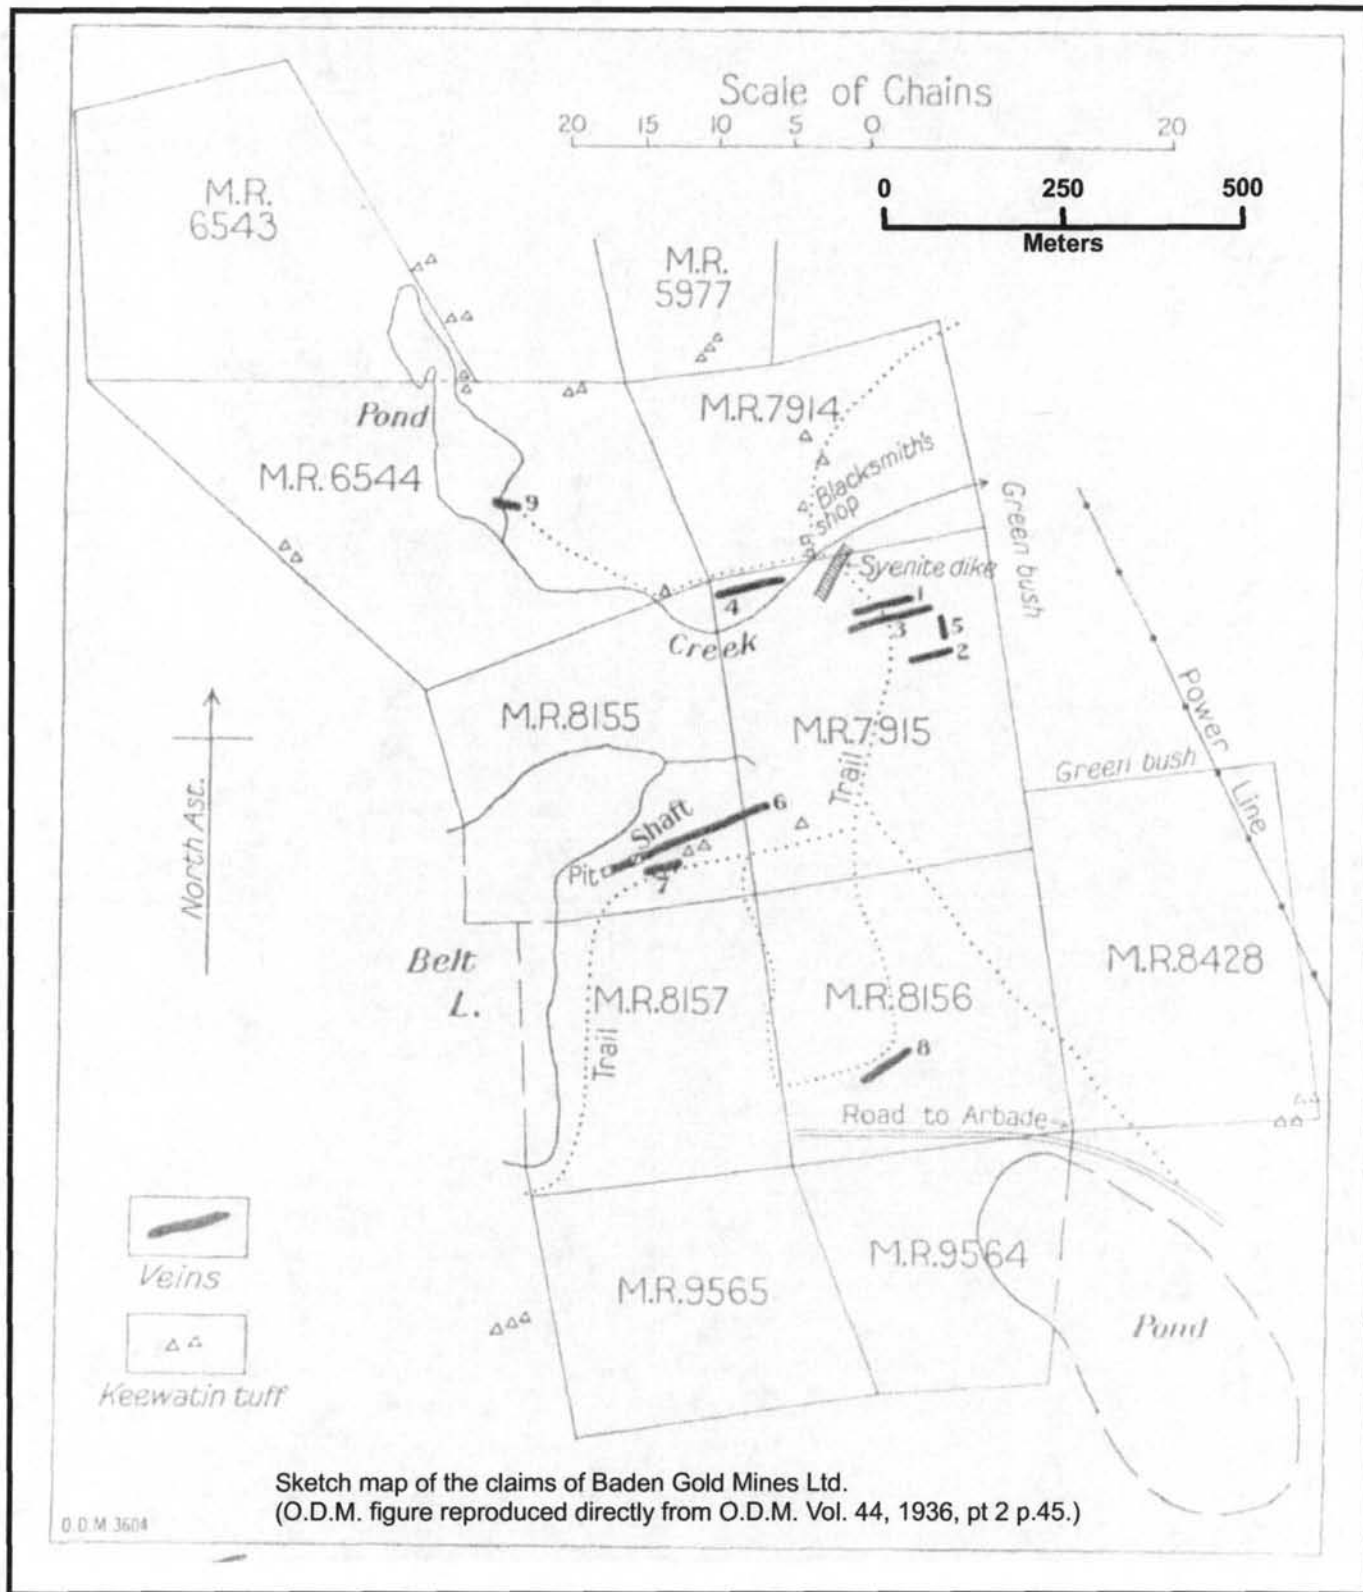 Scale of Chains
20 15 10 5 0 20
0 250 500
Meters
M.R.
6543
M.R.
5977
M.R.7914
Pond
M.R.6544
Blacksmith's
shop
Green bush
9
Syenite dike
4
1
3
5
2
Creek
M.R.8155
M.R.7915
Power Line
Green bush
North Ast.
Trail
6
Shaft
Pit
7
Belt
L.
M.R.8428
M.R.8157
M.R.8156
Trail
8
Road to Arbade
M.R.9564
M.R.9565
Veins
Pond
Keewatin tuff
Sketch map of the claims of Baden Gold Mines Ltd.
(O.D.M. figure reproduced directly from O.D.M. Vol. 44, 1936, pt 2 p.45.)
O.D.M.3604